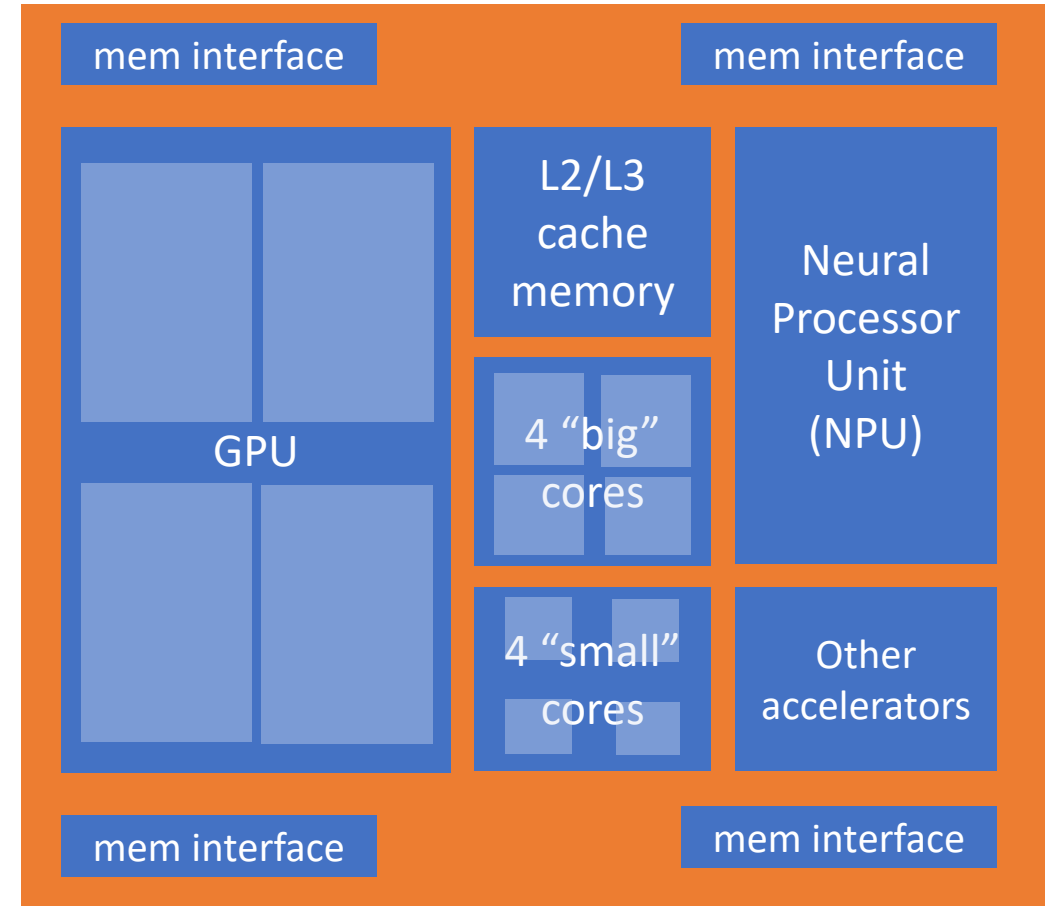 mem interface
mem interface
GPU
L2/L3
cache
memory
4 “big”
cores
4 “small”
cores
Neural
Processor
Unit
(NPU)
Other
accelerators
mem interface
mem interface